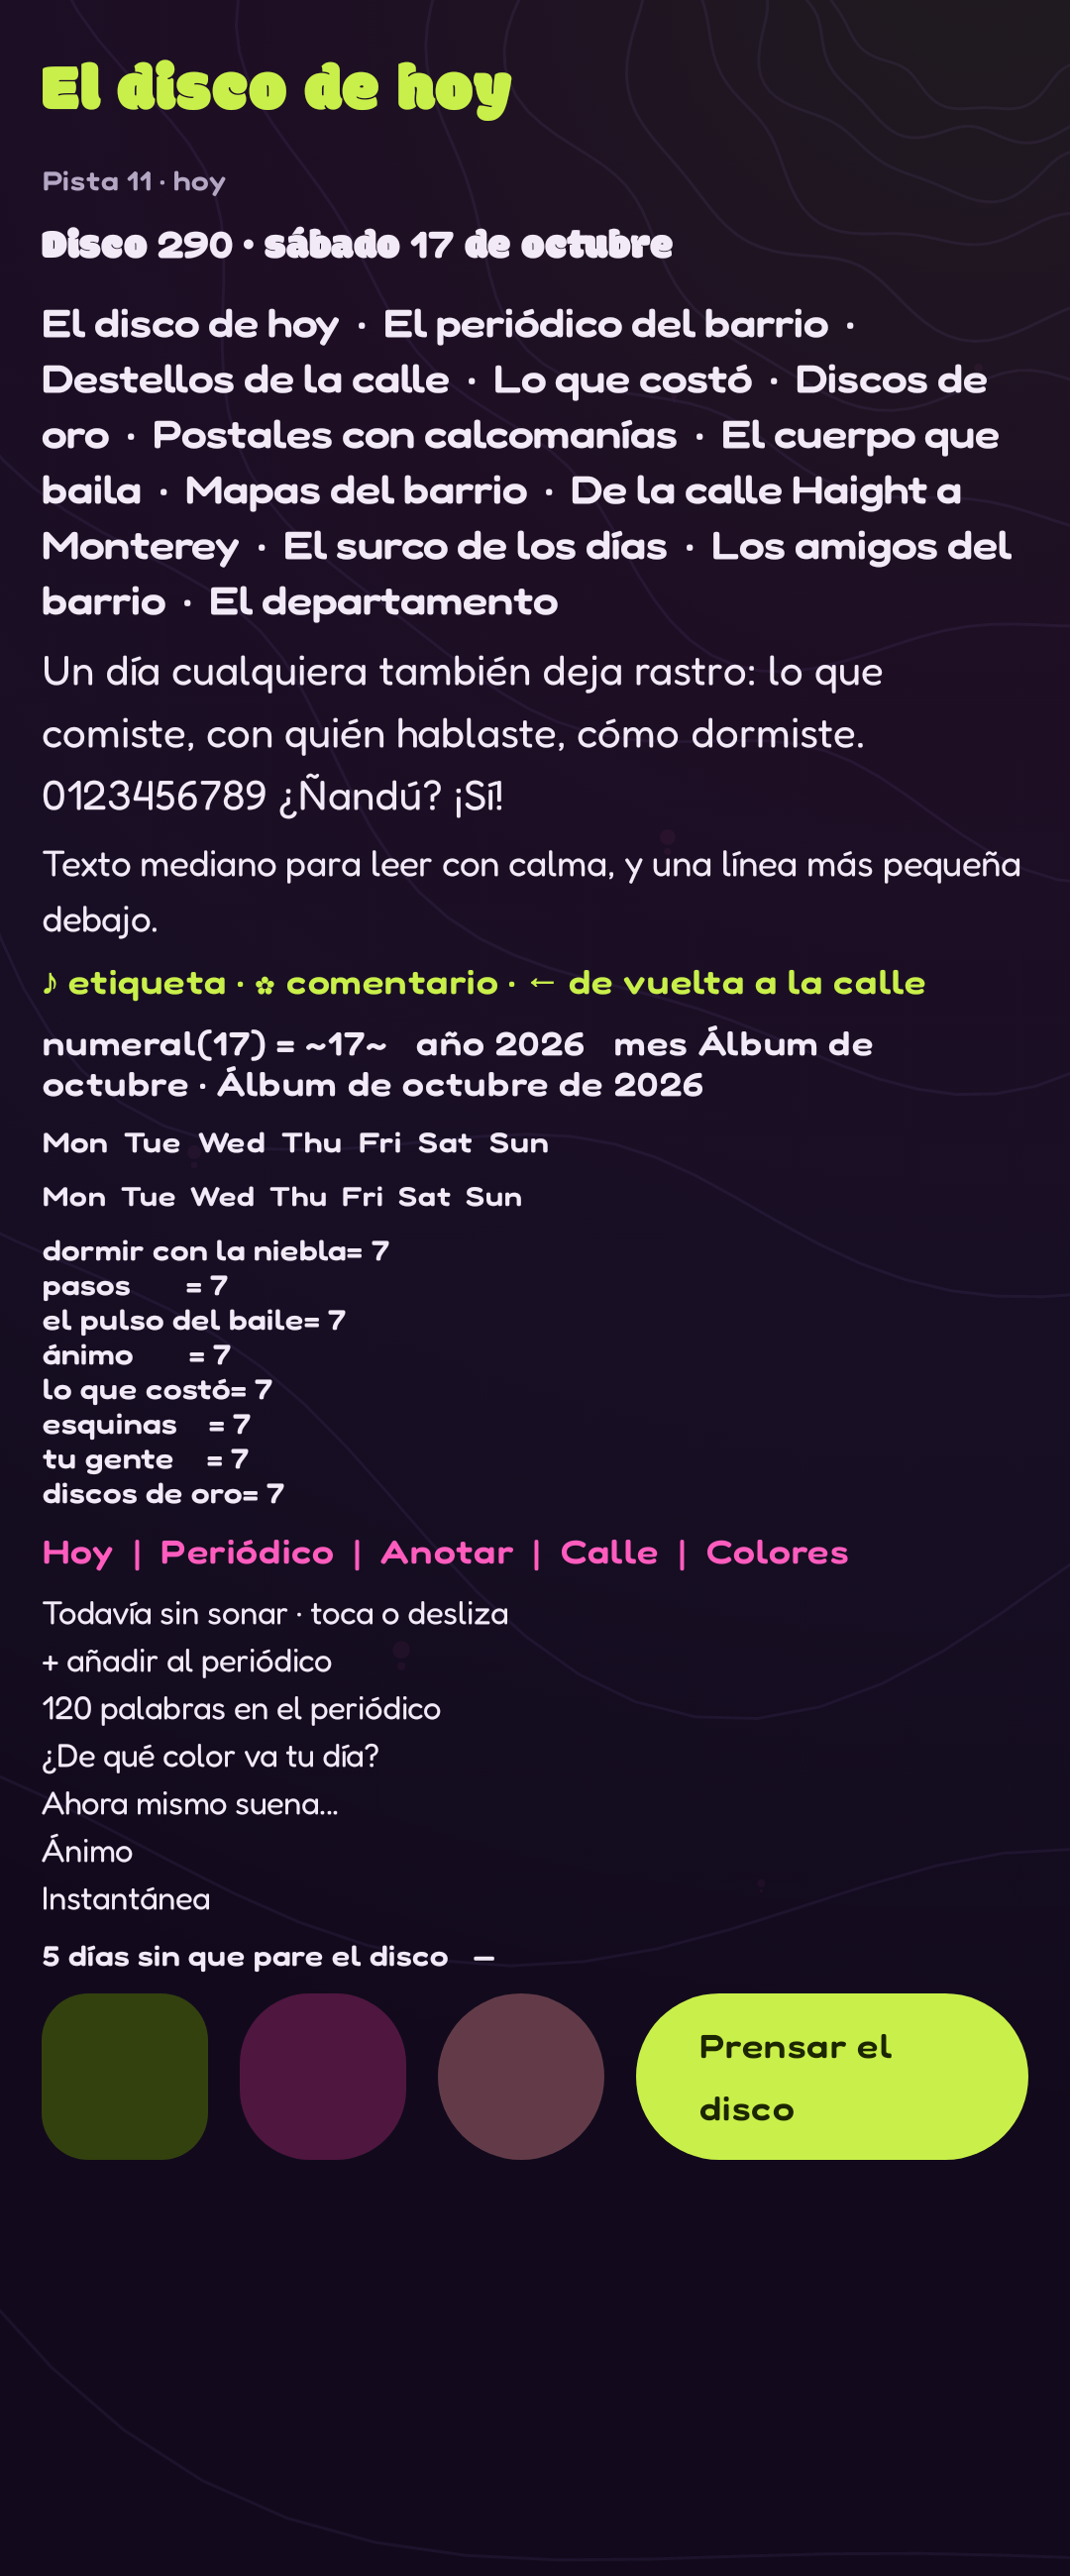 El disco de hoy
Pista 11 · hoy
Disco 290 • sábado 17 de octubre
El disco de hoy · El periódico del barrio ·
Destellos de la calle · Lo que costó · Discos de
oro · Postales con calcomanías · El cuerpo que
baila · Mapas del barrio · De la calle Haight a
Monterey · El surco de los días · Los amigos del
barrio · El departamento
Un día cualquiera también deja rastro: lo que
comiste, con quién hablaste, cómo dormiste.
0123456789 ¿Ñandú? ¡Sí!
Texto mediano para leer con calma, y una línea más pequeña
debajo.
♪ etiqueta · ✿ comentario · ← de vuelta a la calle
numeral(17) = ~17~ año 2026 mes Álbum de
octubre · Álbum de octubre de 2026
Mon Tue Wed Thu Fri Sat Sun
Mon Tue Wed Thu Fri Sat Sun
dormir con la niebla= 7
pasos = 7
el pulso del baile= 7
ánimo = 7
lo que costó= 7
esquinas = 7
tu gente = 7
discos de oro= 7
Hoy | Periódico | Anotar | Calle | Colores
Todavía sin sonar · toca o desliza
+ añadir al periódico
120 palabras en el periódico
¿De qué color va tu día?
Ahora mismo suena…
Ánimo
Instantánea
5 días sin que pare el disco —
Prensar el
disco